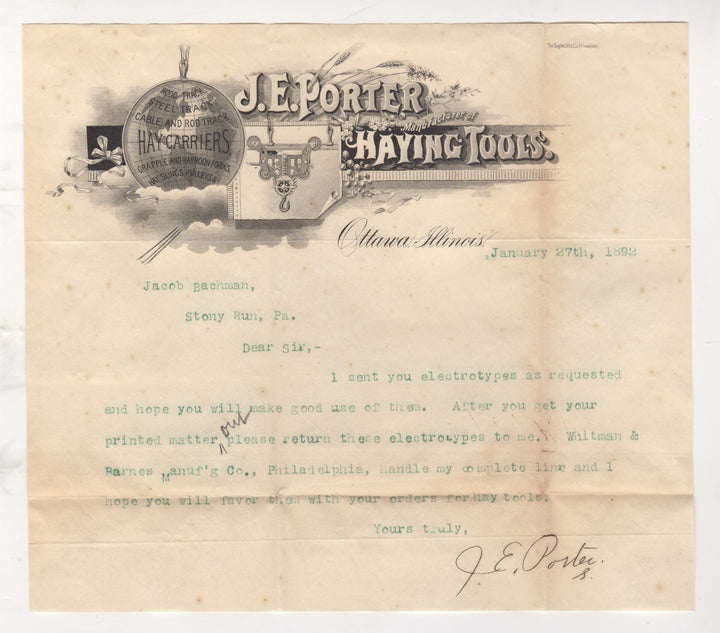 WOOD TRACK
STEEL TRACK
CABLE AND ROD TRACK
HAY CARRIERS
GRAPPLE AND HARPOON FORKS
HAY SLINGS, PULLEYS &
J.E. PORTER
Manufacturer of
HAYING TOOLS.
Ottawa, Illinois,
January 27th, 1892
Jacob Bachman,
Stony Run, Pa.
Dear Sir,-
I sent you electrotypes as requested
and hope you will make good use of them. After you get your
printed matter out please return these electrotypes to me. Whitman &
Barnes Manuf'g Co., Philadelphia, handle my complete line and I
hope you will favor them with your orders for Hay tools.
Yours truly,
J. E. Porter.
S.